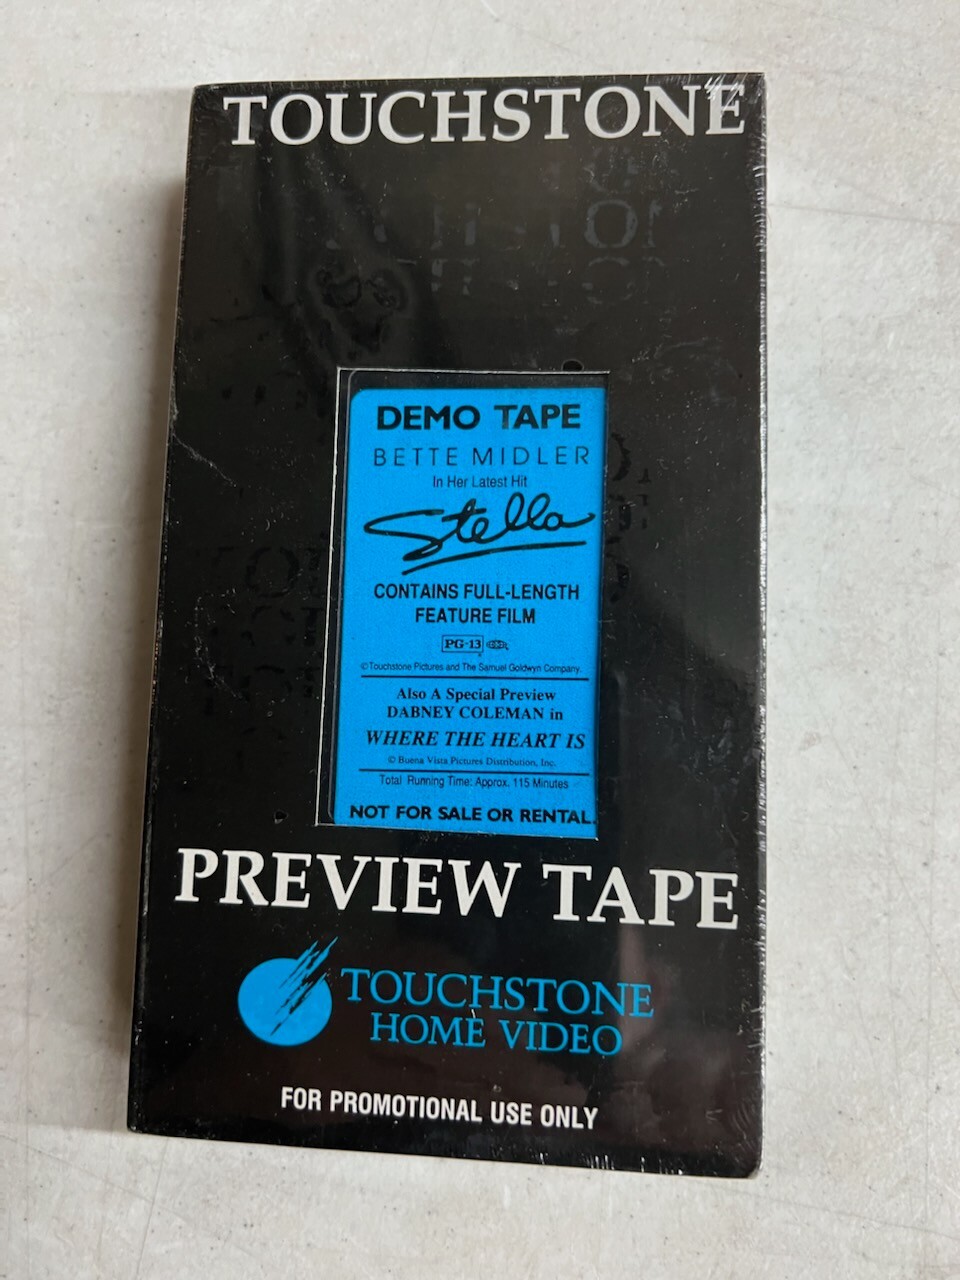 TOUCHSTONE
DEMO TAPE
BETTE MIDLER
In Her Latest Hit
Stella
CONTAINS FULL-LENGTH
FEATURE FILM
PG-13
©Touchstone Pictures and The Samuel Goldwyn Company.
Also A Special Preview
DABNEY COLEMAN in
WHERE THE HEART IS
© Buena Vista Pictures Distribution, Inc.
Total Running Time: Approx. 115 Minutes
NOT FOR SALE OR RENTAL.
PREVIEW TAPE
TOUCHSTONE
HOME VIDEO
FOR PROMOTIONAL USE ONLY